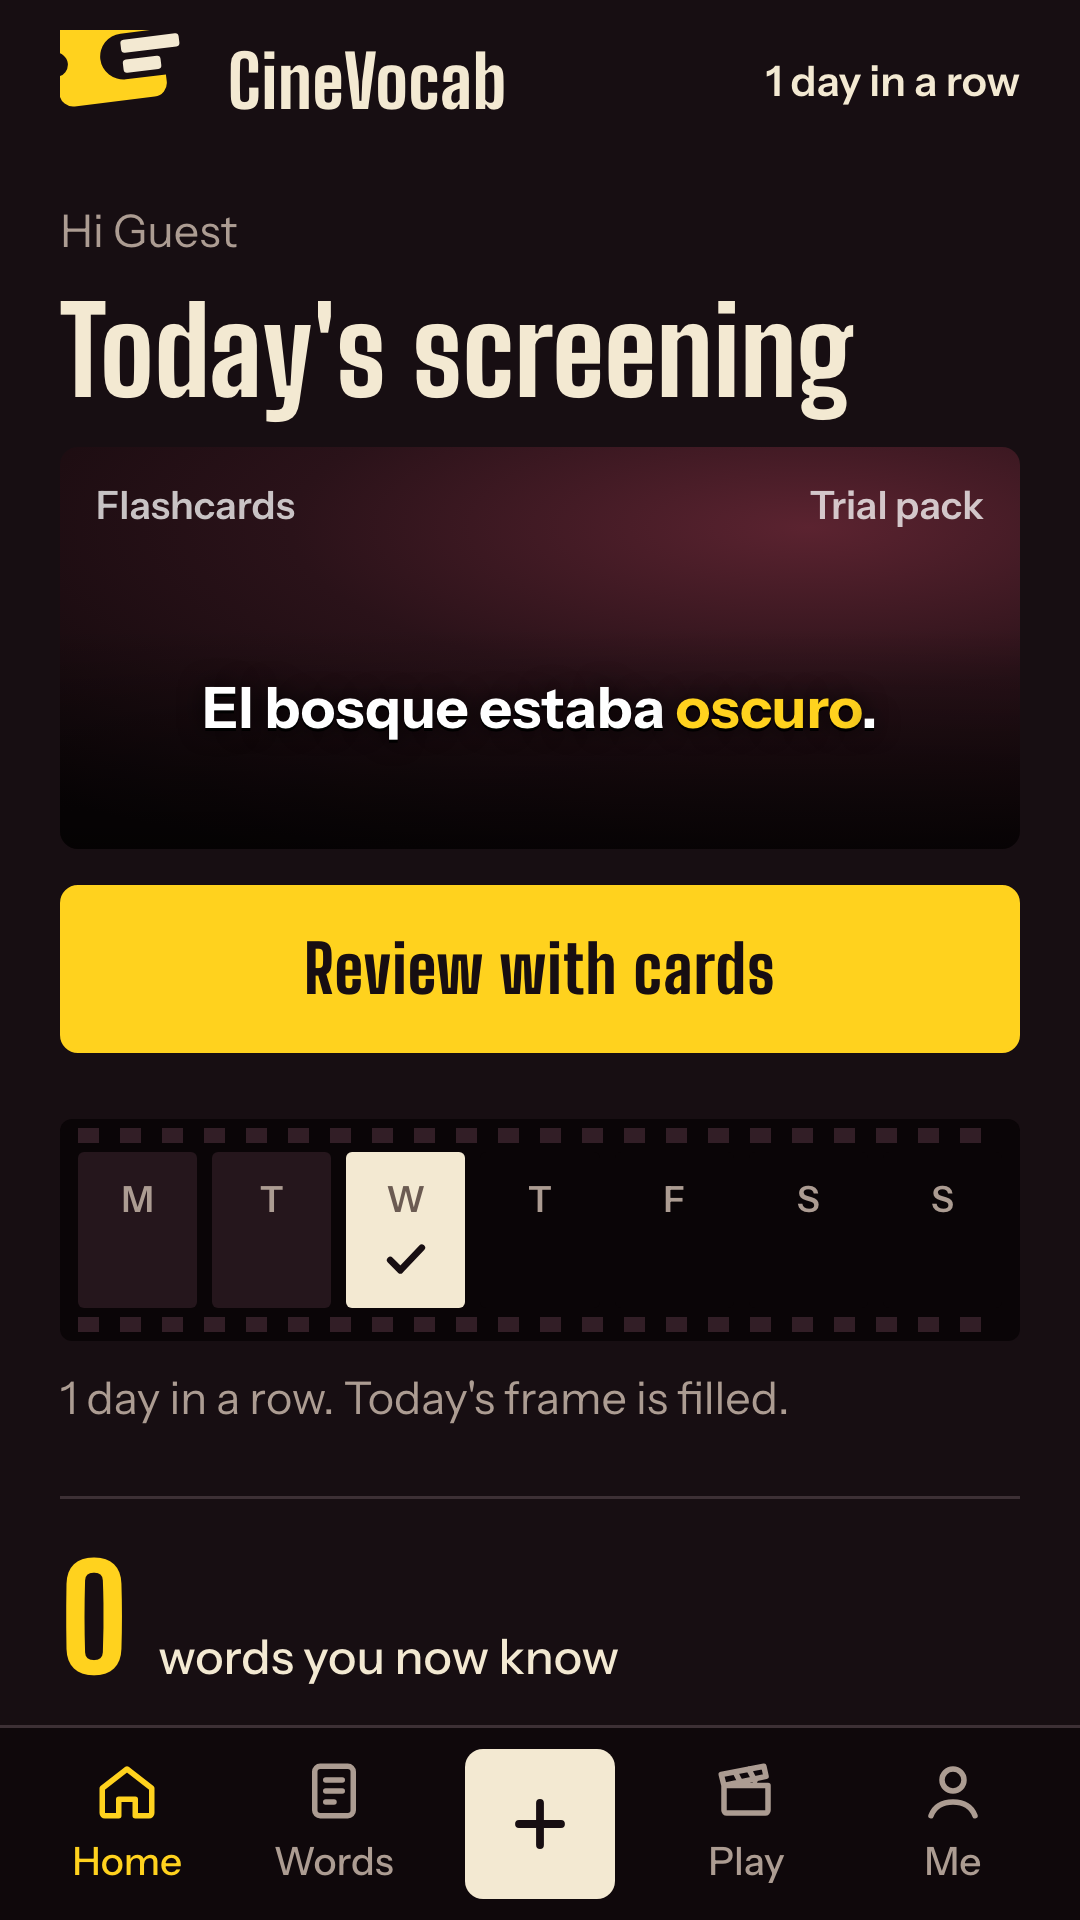 CineVocab
1 day in a row
Hi Guest
Today's screening
Flashcards
Trial pack
El bosque estaba oscuro.
Review with cards
M T W T F S S
1 day in a row. Today's frame is filled.
0 words you now know
Home
Words
+
Play
Me